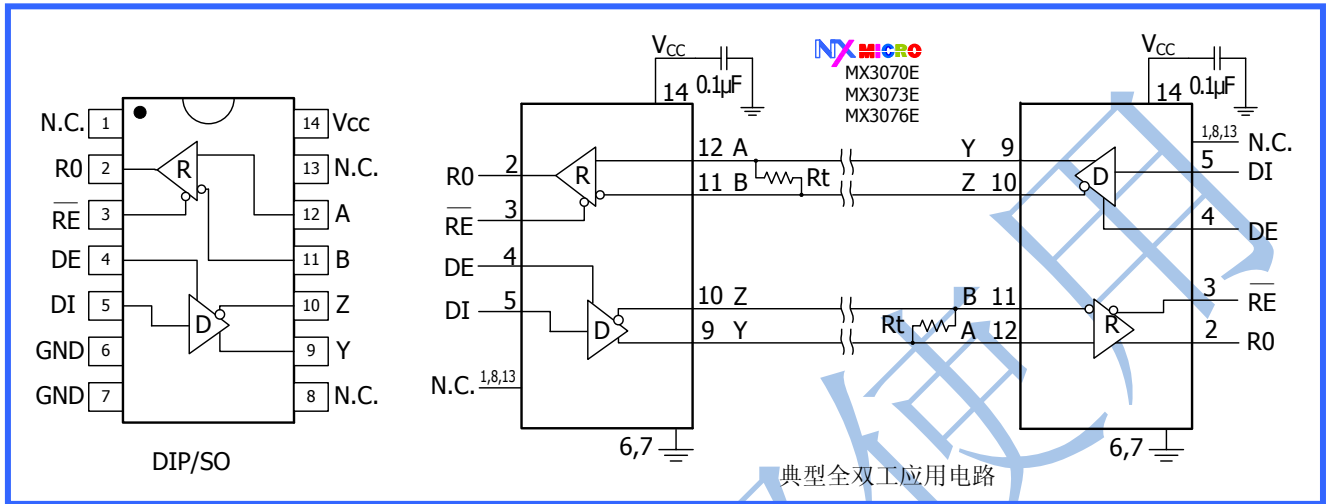 N.C. 1
R0 2
RE 3
DE 4
DI 5
GND 6
GND 7
14 Vcc
13 N.C.
12 A
11 B
10 Z
9 Y
8 N.C.
R
D
DIP/SO
VCC
0.1μF
14
R0 2
RE 3
DE 4
DI 5
N.C. 1,8,13
R
D
12 A
11 B
10 Z
9 Y
6,7
Rt
Rt
NX MICRO
MX3070E
MX3073E
MX3076E
VCC
0.1μF
14
Y 9
Z 10
B 11
A 12
D
R
1,8,13 N.C.
5 DI
4 DE
3 RE
2 R0
6,7
典型全双工应用电路
使用